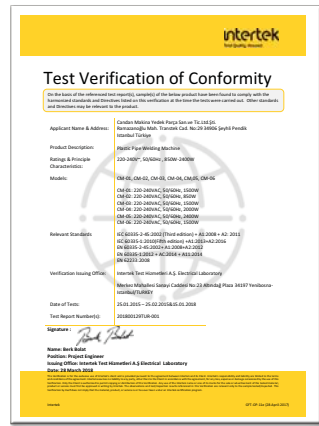 intertek
Total Quality. Assured.
Test Verification of Conformity
On the basis of the referenced test report(s), sample(s) of the below product have been found to comply with the
harmonized standards and Directives listed on this verification at the time the tests were carried out. Other standards
and Directives may be relevant to the product.
Applicant Name & Address:
Candan Makina Yedek Parça San.ve Tic.Ltd.Şti.
Ramazanoğlu Mah. Transtek Cad. No:29 34906 Şeyhli Pendik
Istanbul Türkiye
Product Description:
Plastic Pipe Welding Machine
Ratings & Principle
Characteristics:
220-240V~, 50/60Hz , 850W-2400W
Models:
CM-01, CM-02, CM-03, CM-04, CM,05, CM-06
CM-01: 220-240VAC, 50/60Hz, 1500W
CM-02: 220-240VAC, 50/60Hz, 850W
CM-03: 220-240VAC, 50/60Hz, 1500W
CM-04: 220-240VAC, 50/60Hz, 2000W
CM-05: 220-240VAC, 50/60Hz, 2400W
CM-06: 220-240VAC, 50/60Hz, 1500W
Relevant Standards
IEC 60335-2-45:2002 (Third edition) + A1:2008 + A2: 2011
IEC 60335-1:2010(Fifth edition) +A1:2013+A2:2016
EN 60335-2-45:2002+A1:2008+A2:2012
EN 60335-1:2012 + AC:2014 + A11:2014
EN 62233:2008
Verification Issuing Office:
Intertek Test Hizmetleri A.Ş. Electrical Laboratory
Merkez Mahallesi Sanayi Caddesi No:23 Altındağ Plaza 34197 Yenibosna-
Istanbul/TURKEY
Date of Tests:
25.01.2015 – 25.02.2015&15.01.2018
Test Report Number(s):
201800129TUR-001
Signature :
Berk Bolat
Name: Berk Bolat
Position: Project Engineer
Issuing Office: Intertek Test Hizmetleri A.Ş Electrical Laboratory
Date: 28 March 2018
Intertek